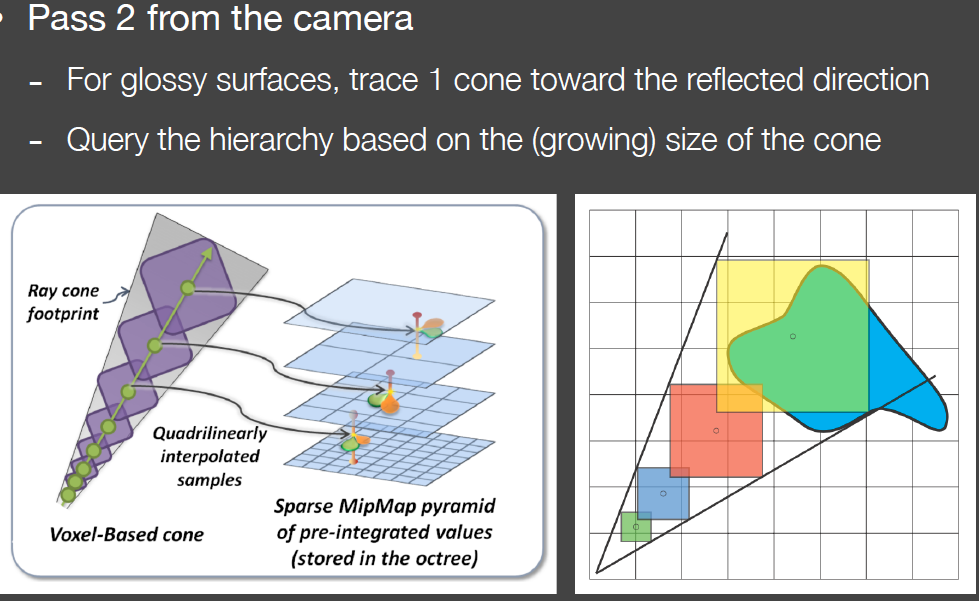 • Pass 2 from the camera
- For glossy surfaces, trace 1 cone toward the reflected direction
- Query the hierarchy based on the (growing) size of the cone
Ray cone
footprint
Quadrilinearly
interpolated
samples
Voxel-Based cone
Sparse MipMap pyramid
of pre-integrated values
(stored in the octree)